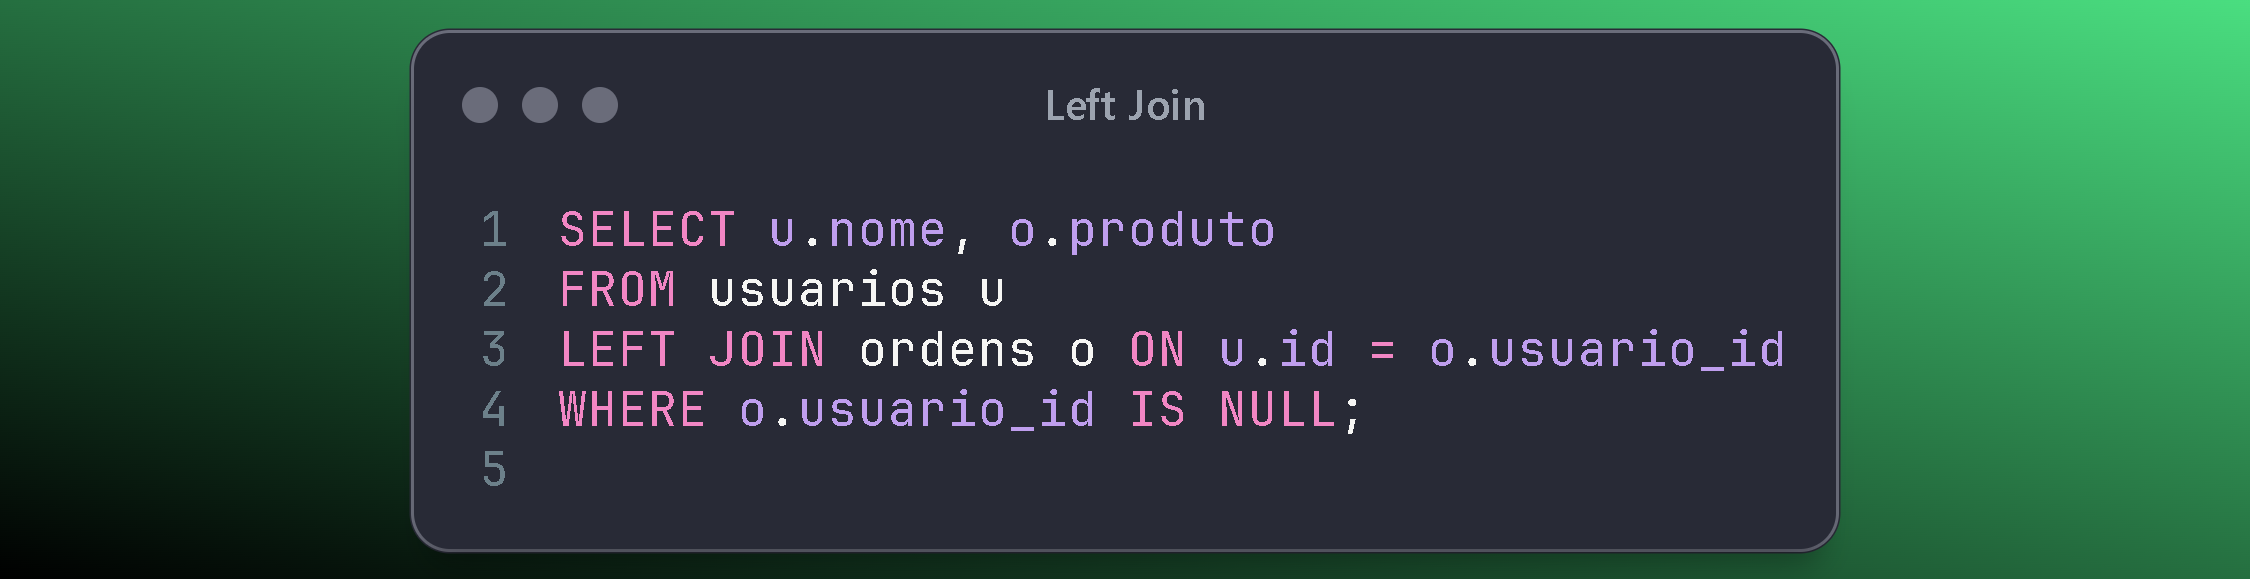 Left Join
1 SELECT u.nome, o.produto
2 FROM usuarios u
3 LEFT JOIN ordens o ON u.id = o.usuario_id
4 WHERE o.usuario_id IS NULL;
5